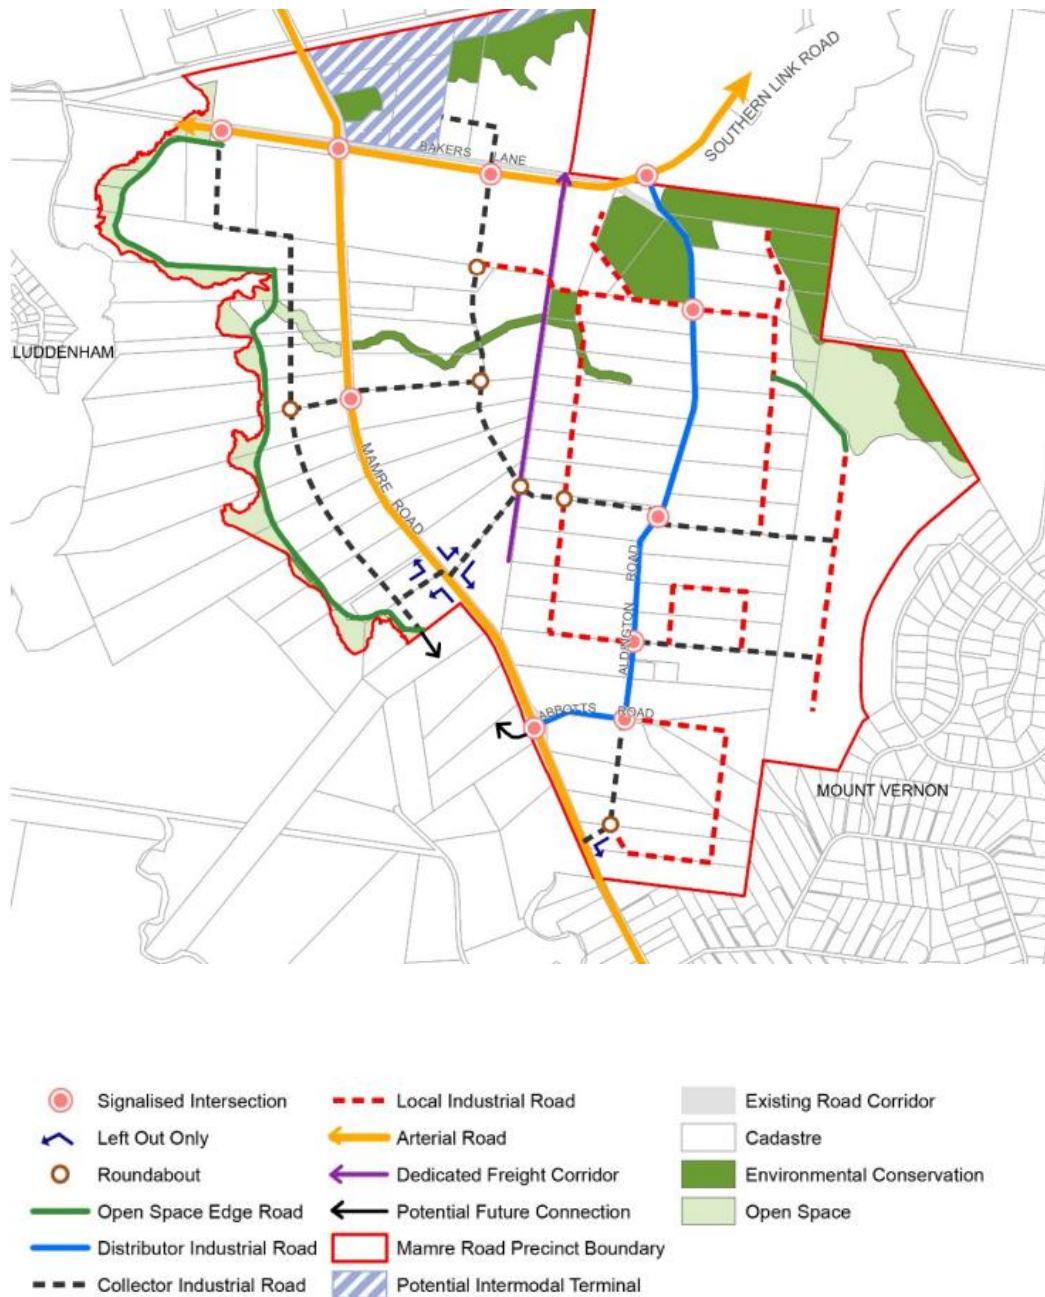 SOUTHERN LINK ROAD
BAKERS LANE
LUDDENHAM
MAMRE ROAD
ALDINGTON ROAD
ABBOTTS ROAD
MOUNT VERNON
Signalised Intersection
Left Out Only
Roundabout
Open Space Edge Road
Distributor Industrial Road
Collector Industrial Road
Local Industrial Road
Arterial Road
Dedicated Freight Corridor
Potential Future Connection
Mamre Road Precinct Boundary
Potential Intermodal Terminal
Existing Road Corridor
Cadastre
Environmental Conservation
Open Space